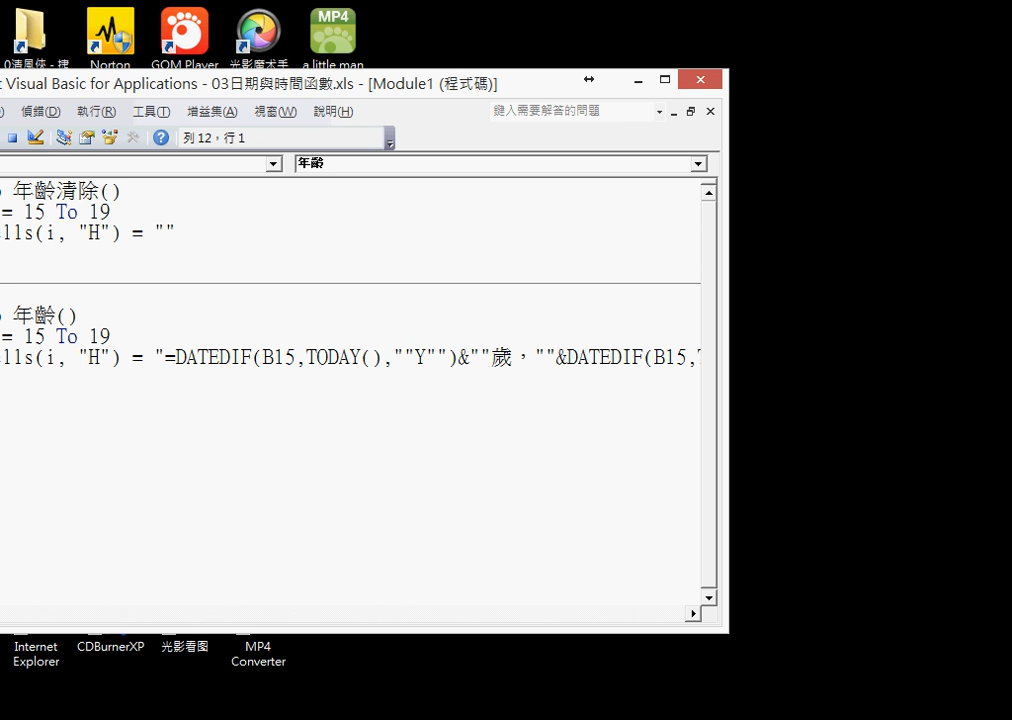 MP4
0清風俠 - 捷
Norton
GOM Player
光影魔术手
a little man
t Visual Basic for Applications - 03日期與時間函數.xls - [Module1 (程式碼)]
偵錯(D) 執行(R) 工具(T) 增益集(A) 視窗(W) 說明(H) 鍵入需要解答的問題
列 12，行 1
年齡
年齡清除()
= 15 To 19
lls(i, "H") = ""
年齡()
= 15 To 19
lls(i, "H") = "=DATEDIF(B15,TODAY(),""Y"")&""歲，""&DATEDIF(B15,
Internet Explorer
CDBurnerXP
光影看图
MP4 Converter